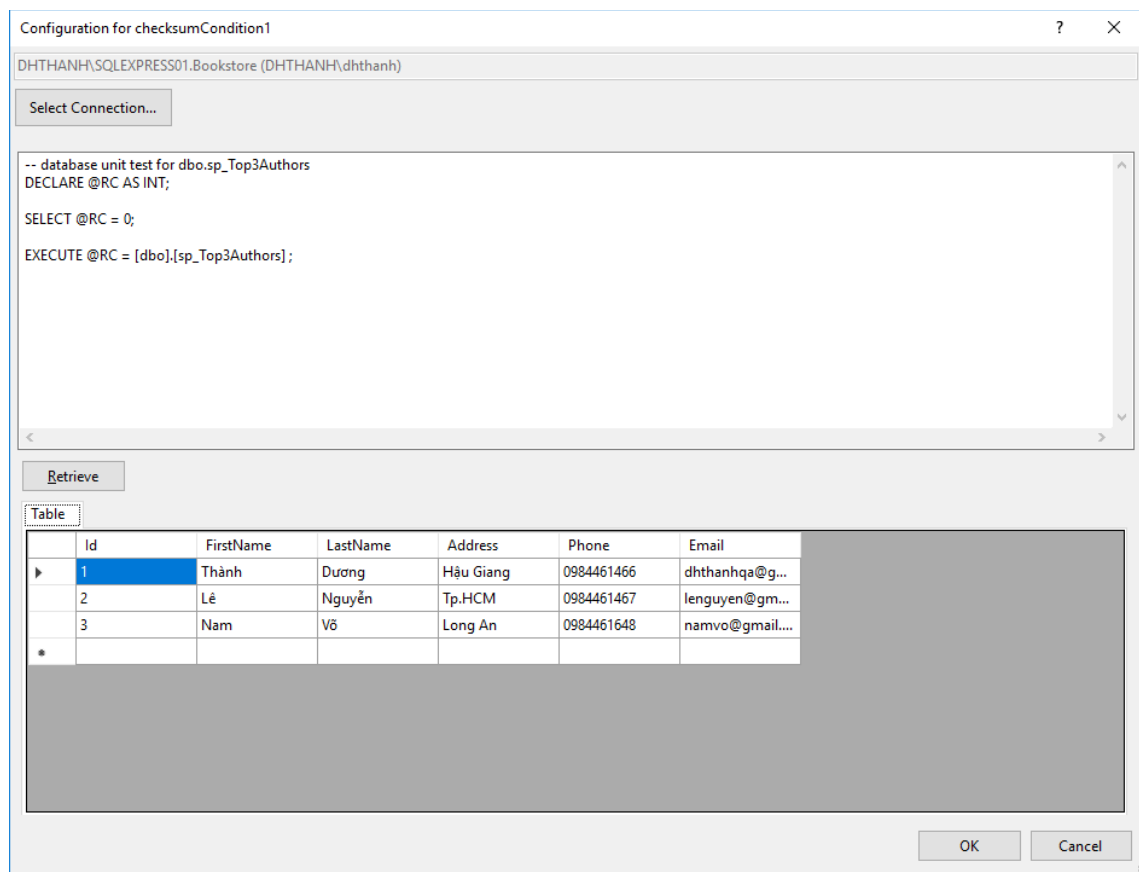 Configuration for checksumCondition1 ?
DHTHANH\SQLEXPRESS01.Bookstore (DHTHANH\dhthanh)
Select Connection...
-- database unit test for dbo.sp_Top3Authors
DECLARE @RC AS INT;
SELECT @RC = 0;
EXECUTE @RC = [dbo].[sp_Top3Authors] ;
Retrieve
Table
Id FirstName LastName Address Phone Email
1 Thành Dương Hậu Giang 0984461466 dhthanhqa@g...
2 Lê Nguyễn Tp.HCM 0984461467 lenguyen@gm...
3 Nam Võ Long An 0984461648 namvo@gmail....
OK Cancel